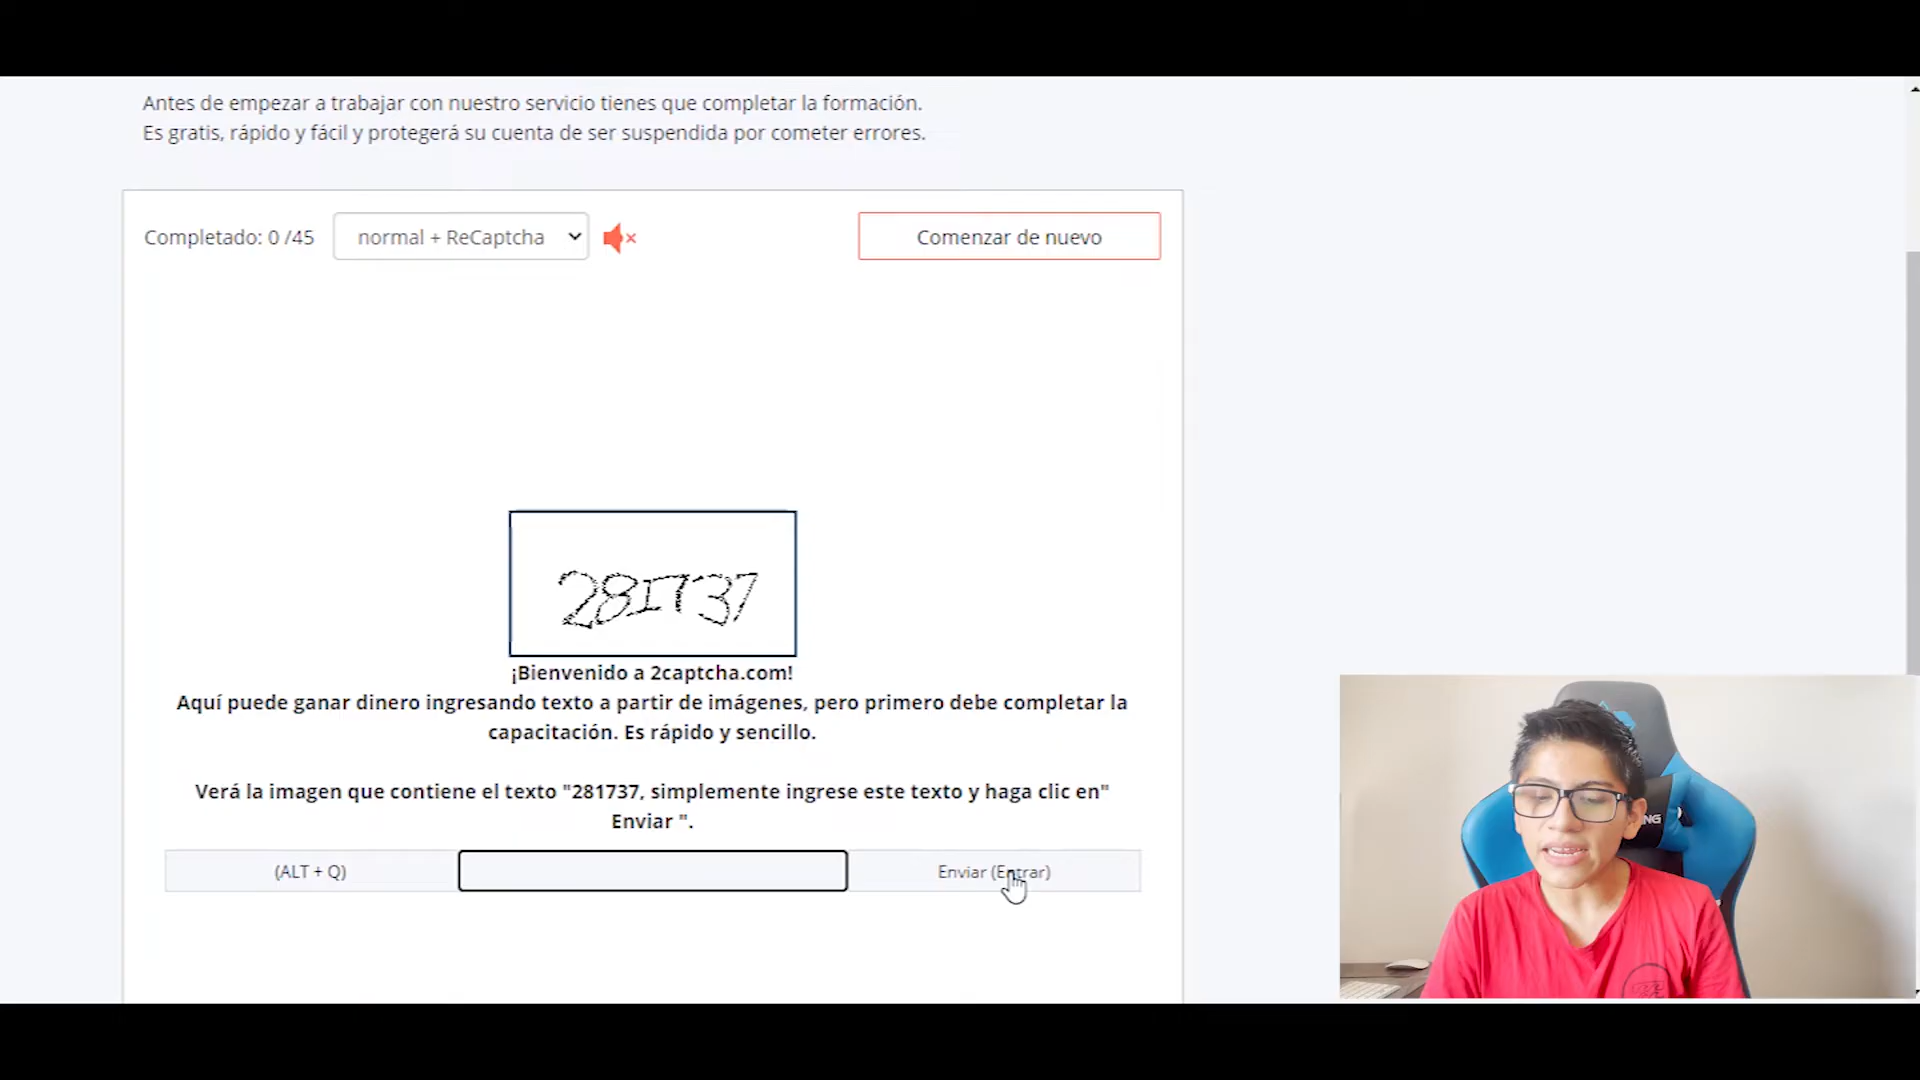 Antes de empezar a trabajar con nuestro servicio tienes que completar la formación.
Es gratis, rápido y fácil y protegerá su cuenta de ser suspendida por cometer errores.
Completado: 0 /45
normal + ReCaptcha
Comenzar de nuevo
281737
¡Bienvenido a 2captcha.com!
Aquí puede ganar dinero ingresando texto a partir de imágenes, pero primero debe completar la
capacitación. Es rápido y sencillo.
Verá la imagen que contiene el texto "281737, simplemente ingrese este texto y haga clic en"
Enviar ".
(ALT + Q)
Enviar (Entrar)